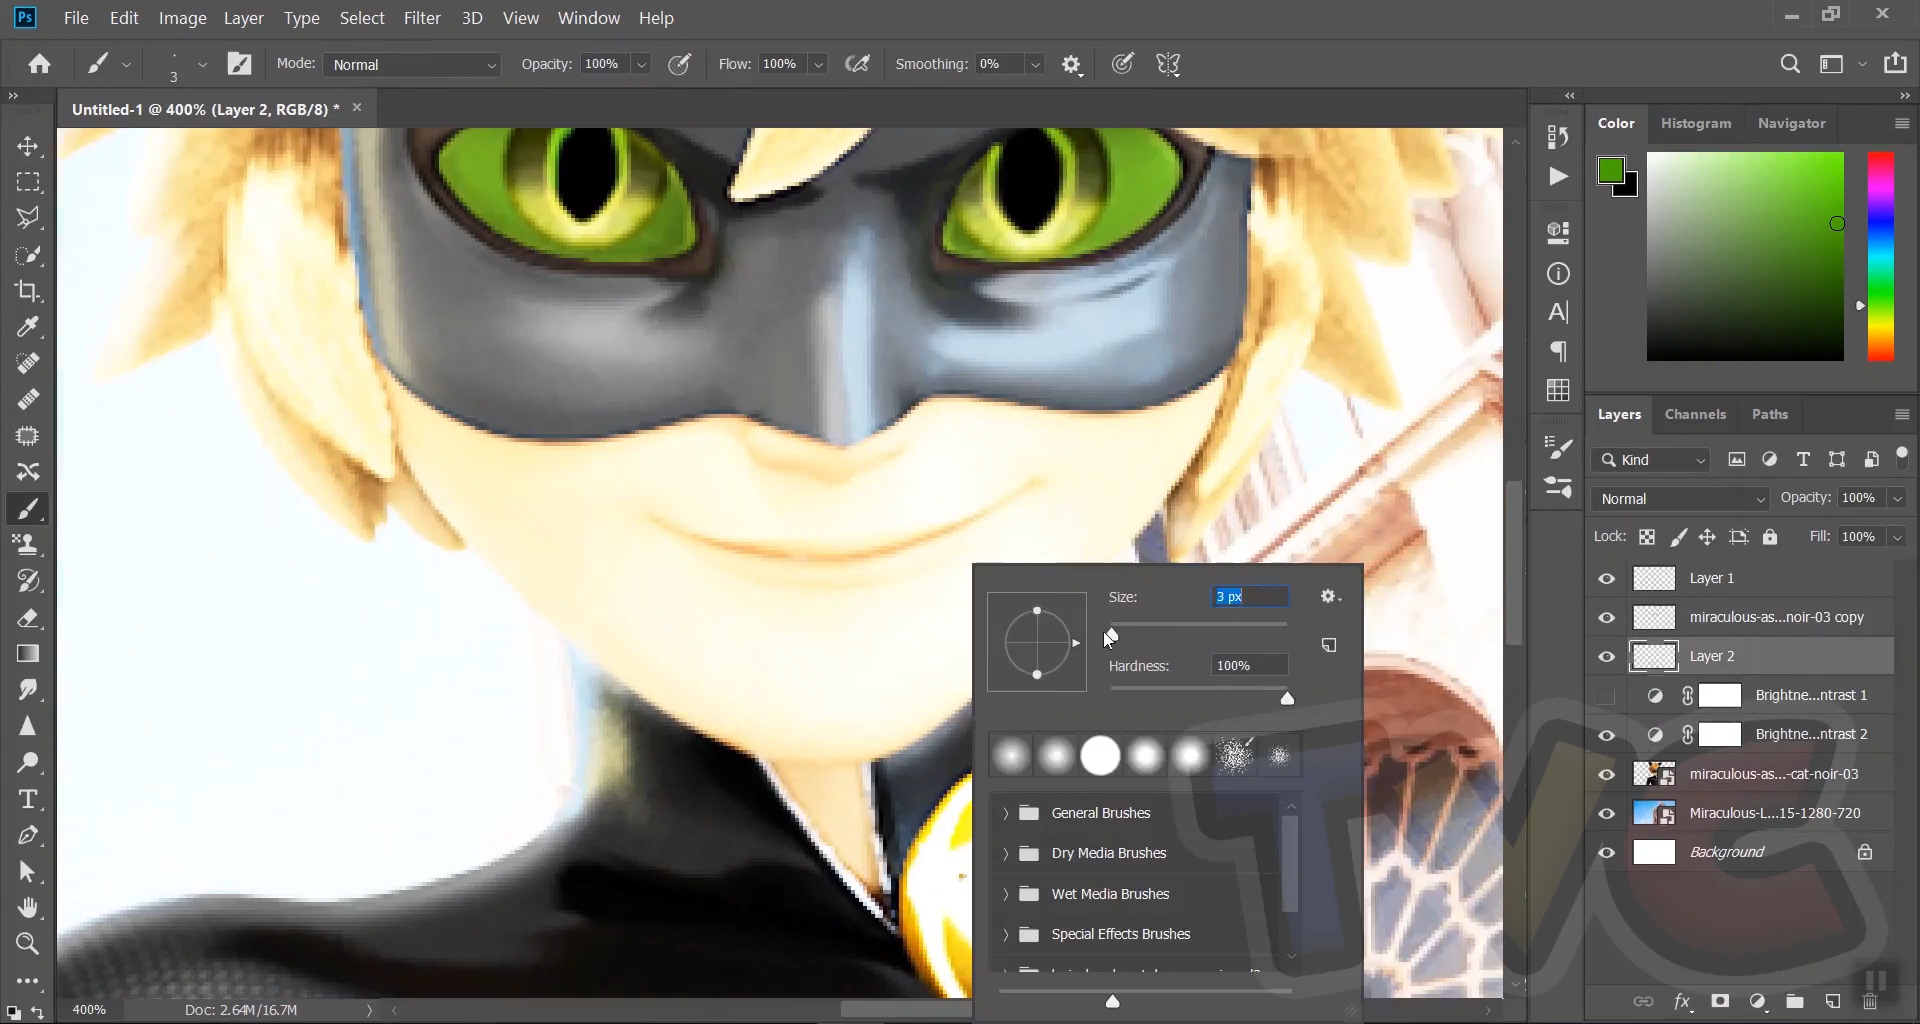 Ps File Edit Image Layer Type Select Filter 3D View Window Help
3 Mode: Normal Opacity: 100% Flow: 100% Smoothing: 0%
Untitled-1 @ 400% (Layer 2, RGB/8) *
Color Histogram Navigator
Layers Channels Paths
Kind
Normal Opacity: 100%
Lock: Fill: 100%
Layer 1
miraculous-as...noir-03 copy
Layer 2
Brightne...ntrast 1
Brightne...ntrast 2
miraculous-as...-cat-noir-03
Miraculous-L...15-1280-720
Background
Size: 3 px
Hardness: 100%
General Brushes
Dry Media Brushes
Wet Media Brushes
Special Effects Brushes
400% Doc: 2.64M/16.7M
TVC